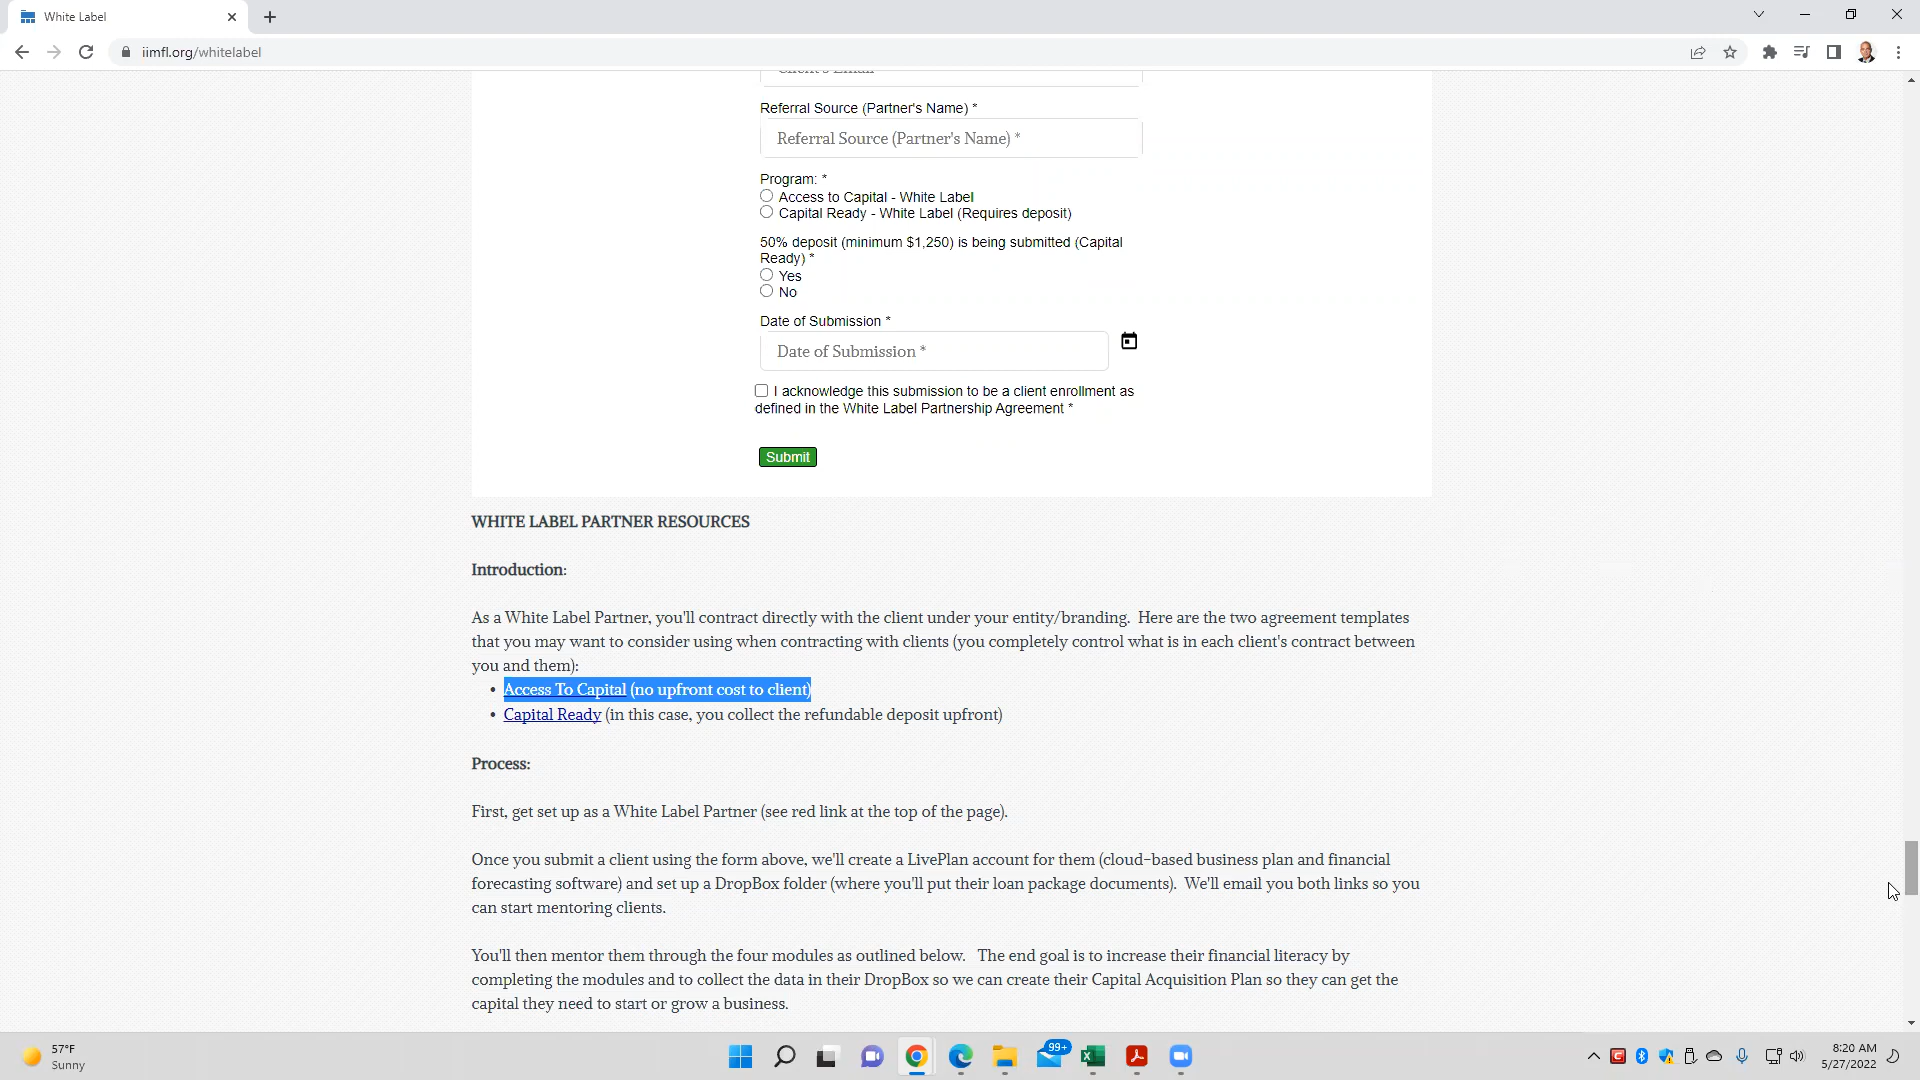 White Label
iimfl.org/whitelabel
Client's Email
Referral Source (Partner's Name) *
Referral Source (Partner's Name) *
Program: *
Access to Capital - White Label
Capital Ready - White Label (Requires deposit)
50% deposit (minimum $1,250) is being submitted (Capital
Ready) *
Yes
No
Date of Submission *
Date of Submission *
I acknowledge this submission to be a client enrollment as
defined in the White Label Partnership Agreement *
Submit
WHITE LABEL PARTNER RESOURCES
Introduction:
As a White Label Partner, you'll contract directly with the client under your entity/branding.  Here are the two agreement templates
that you may want to consider using when contracting with clients (you completely control what is in each client's contract between
you and them):
• Access To Capital (no upfront cost to client)
• Capital Ready (in this case, you collect the refundable deposit upfront)
Process:
First, get set up as a White Label Partner (see red link at the top of the page).
Once you submit a client using the form above, we'll create a LivePlan account for them (cloud-based business plan and financial
forecasting software) and set up a DropBox folder (where you'll put their loan package documents).  We'll email you both links so you
can start mentoring clients.
You'll then mentor them through the four modules as outlined below.   The end goal is to increase their financial literacy by
completing the modules and to collect the data in their DropBox so we can create their Capital Acquisition Plan so they can get the
capital they need to start or grow a business.
57°F
Sunny
99+
8:20 AM
5/27/2022